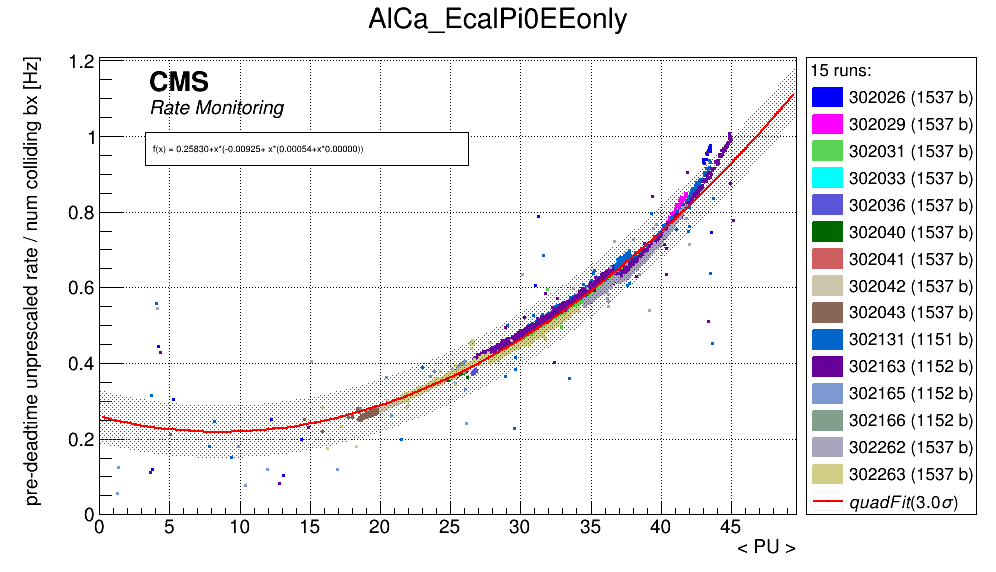 AlCa_EcalPi0EEonly
pre-deadtime unprescaled rate / num colliding bx [Hz]
CMS
Rate Monitoring
f(x) = 0.25830+x*(-0.00925+ x*(0.00054+x*0.00000))
1.2
1
0.8
0.6
0.4
0.2
0
0 5 10 15 20 25 30 35 40 45
< PU >
15 runs:
302026 (1537 b)
302029 (1537 b)
302031 (1537 b)
302033 (1537 b)
302036 (1537 b)
302040 (1537 b)
302041 (1537 b)
302042 (1537 b)
302043 (1537 b)
302131 (1151 b)
302163 (1152 b)
302165 (1152 b)
302166 (1152 b)
302262 (1537 b)
302263 (1537 b)
quadFit(3.0σ)